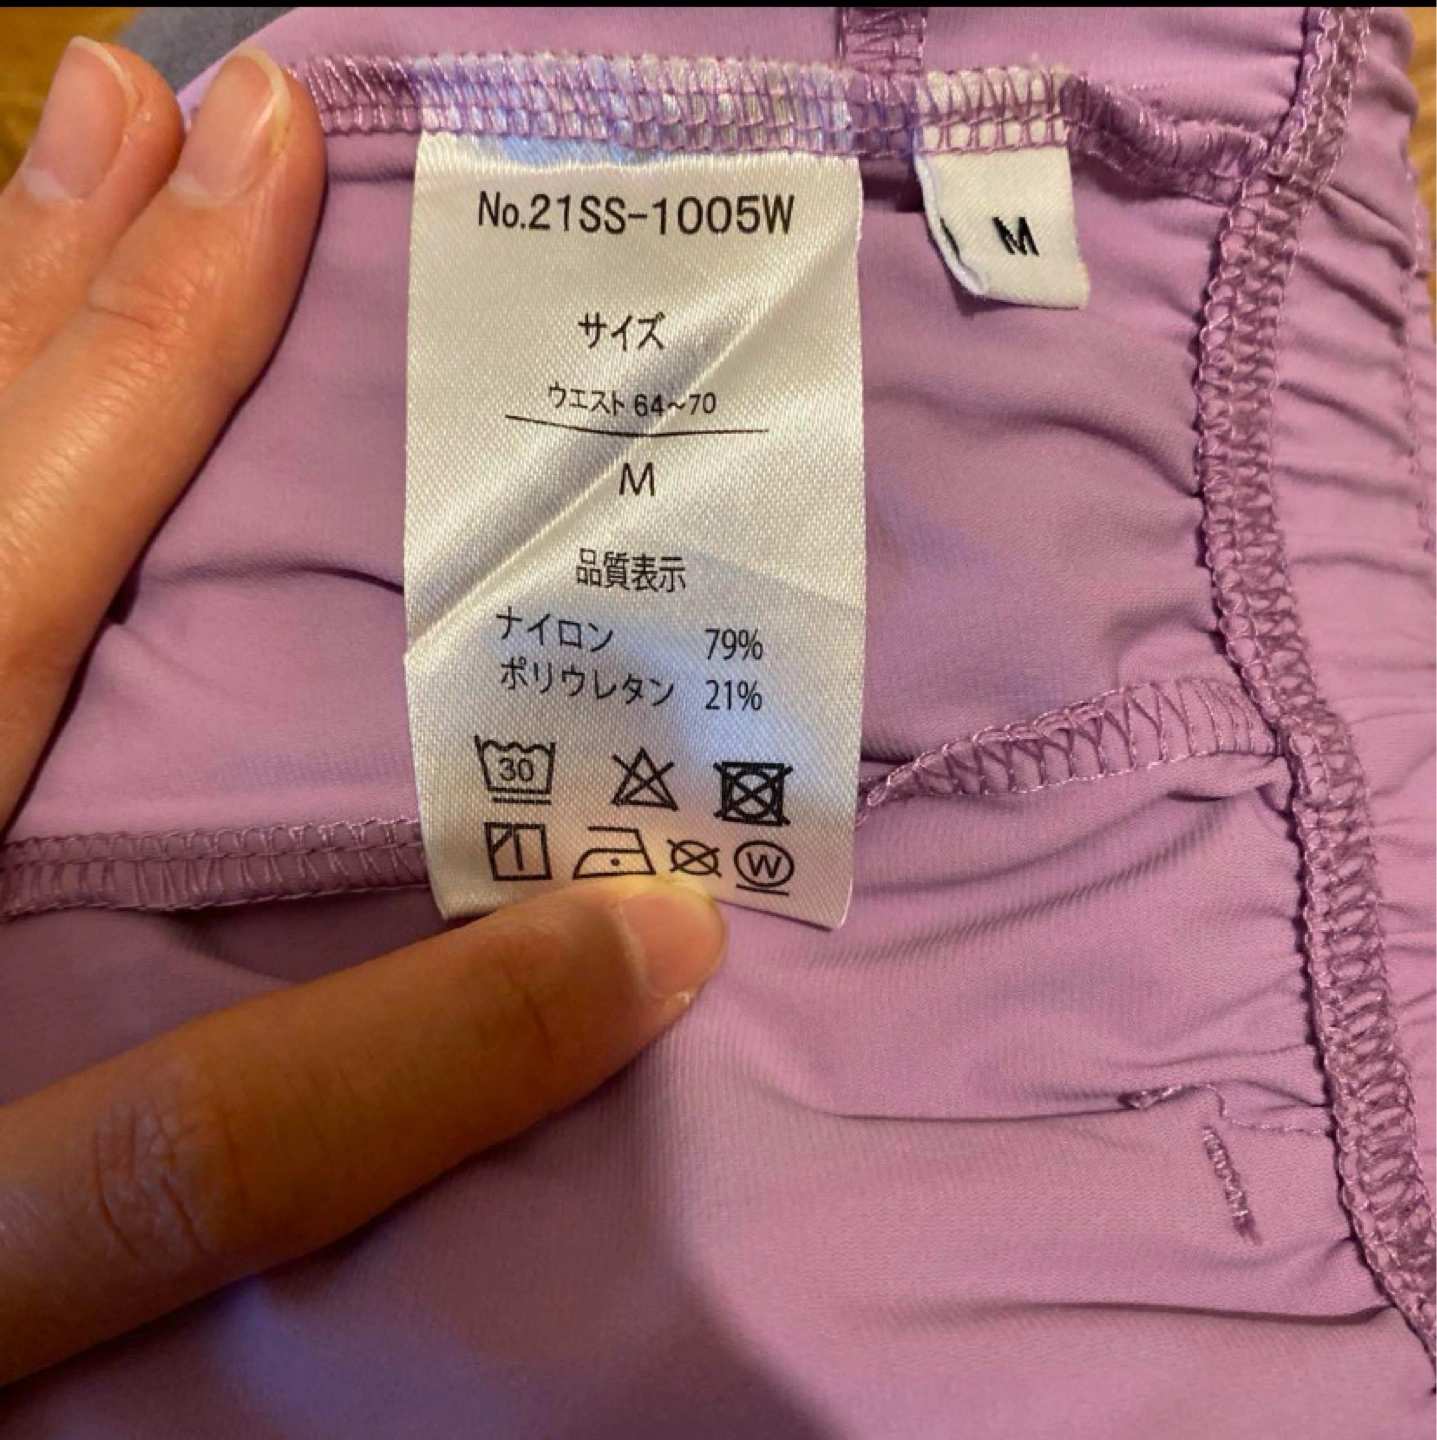 No.21SS-1005W
M
サイズ
ウエスト 64~70
M
品質表示
ナイロン 79%
ポリウレタン 21%
30
W